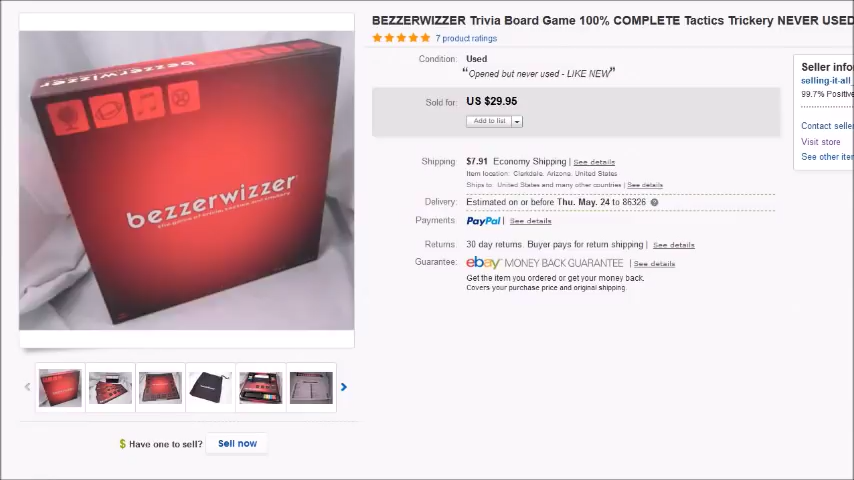 BEZZERWIZZER Trivia Board Game 100% COMPLETE Tactics Trickery NEVER USED
7 product ratings
Condition: Used
"Opened but never used - LIKE NEW"
Sold for: US $29.95
Add to list
Shipping: $7.91 Economy Shipping | See details
Item location: Clarkdale, Arizona, United States
Ships to: United States and many other countries | See details
Delivery: Estimated on or before Thu. May. 24 to 86326
Payments: PayPal | See details
Returns: 30 day returns. Buyer pays for return shipping | See details
Guarantee: ebay MONEY BACK GUARANTEE | See details
Get the item you ordered or get your money back.
Covers your purchase price and original shipping.
Seller info
selling-it-all
99.7% Positive
Contact seller
Visit store
See other iter
bezzerwizzer
bezzerwizzer
$ Have one to sell? Sell now